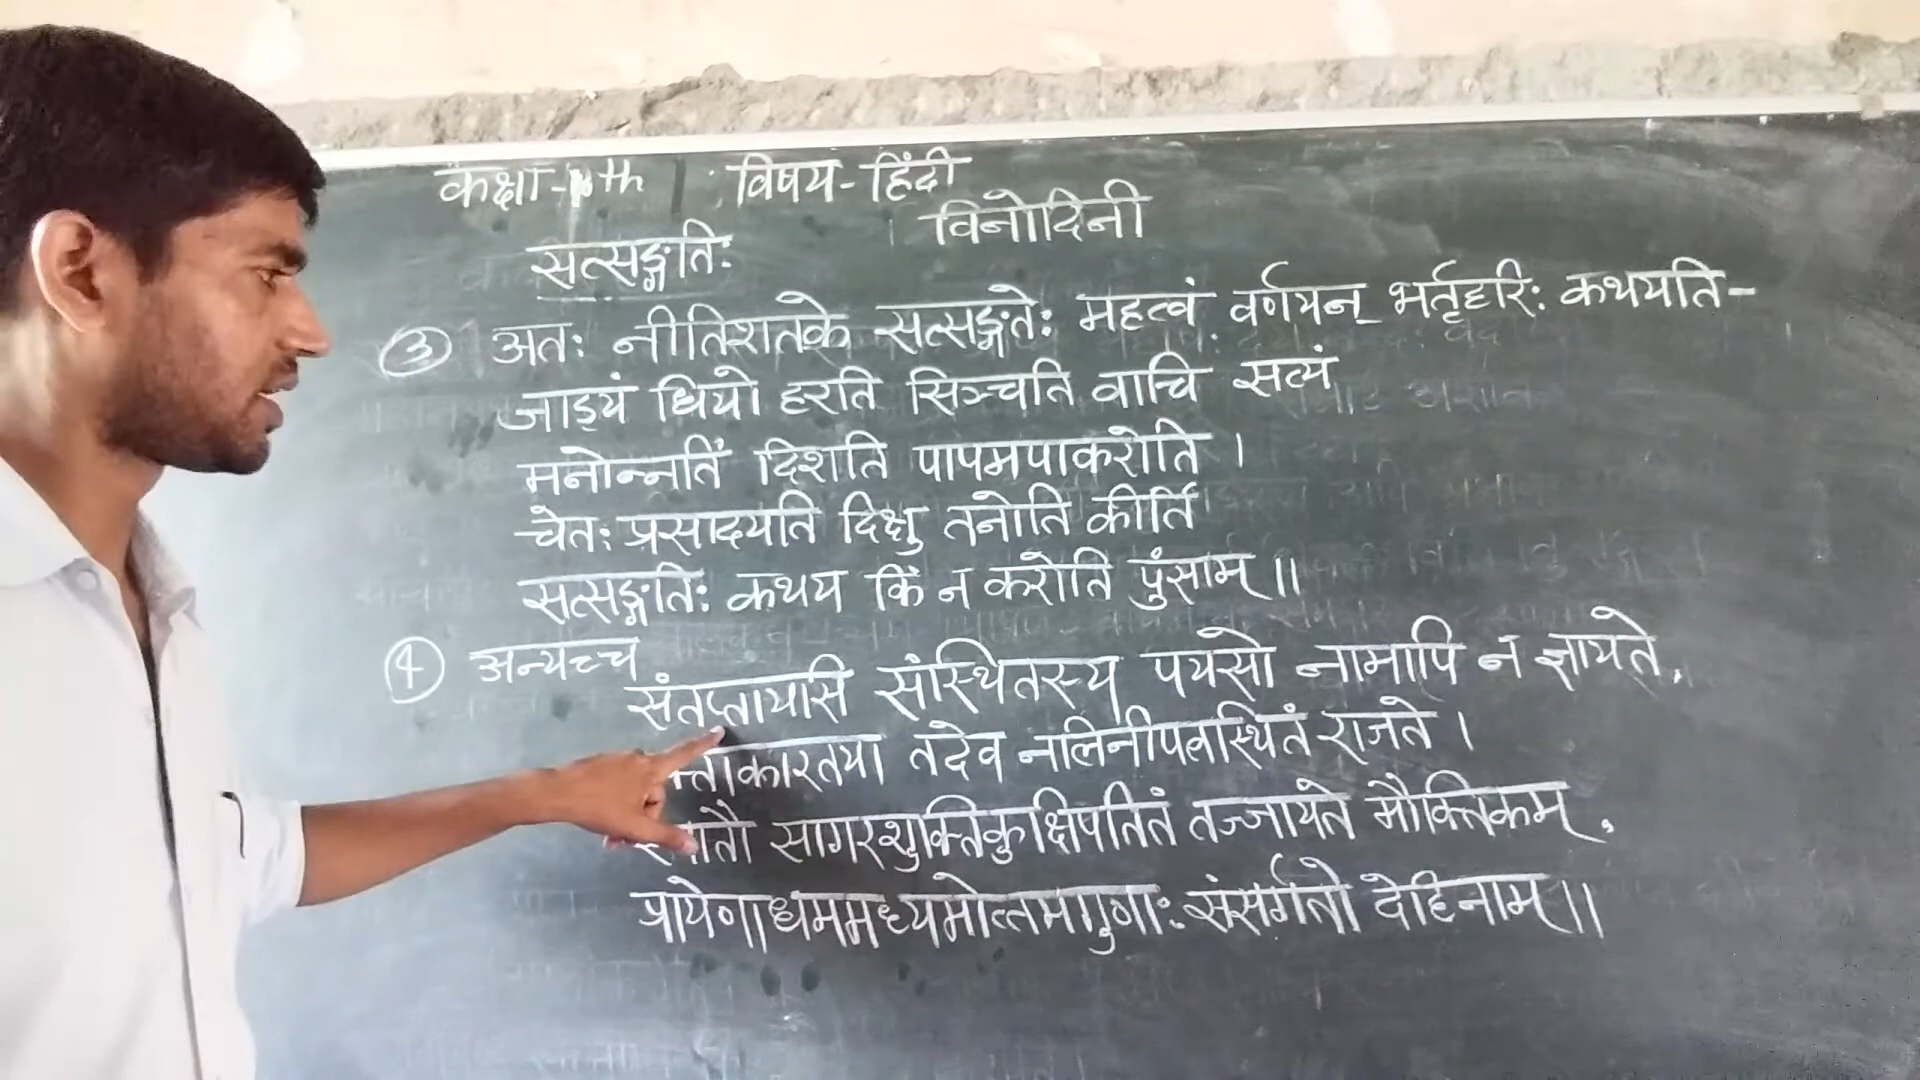 कक्षा-10th विषय-हिंदी
विनोदिनी
सत्सङ्गतिः
3 अतः नीतिशतके सत्सङ्गतेः महत्वं वर्णयन् भर्तृहरिः कथयति-
जाड्यं धियो हरति सिञ्चति वाचि सत्यं
मनोन्नतिं दिशति पापमपाकरोति।
चेतः प्रसादयति दिक्षु तनोति कीर्तिं
सत्सङ्गतिः कथय किं न करोति पुंसाम्॥
4 अन्यच्च
संतप्तायसि संस्थितस्य पयसो नामापि न ज्ञायते,
तदेव नलिनीपत्रस्थितं राजते।
सागरशुक्तिकुक्षिपतितं तज्जायते मौक्तिकम्,
प्रायेणाधममध्यमोत्तमगुणाः संसर्गतो देहिनाम्॥